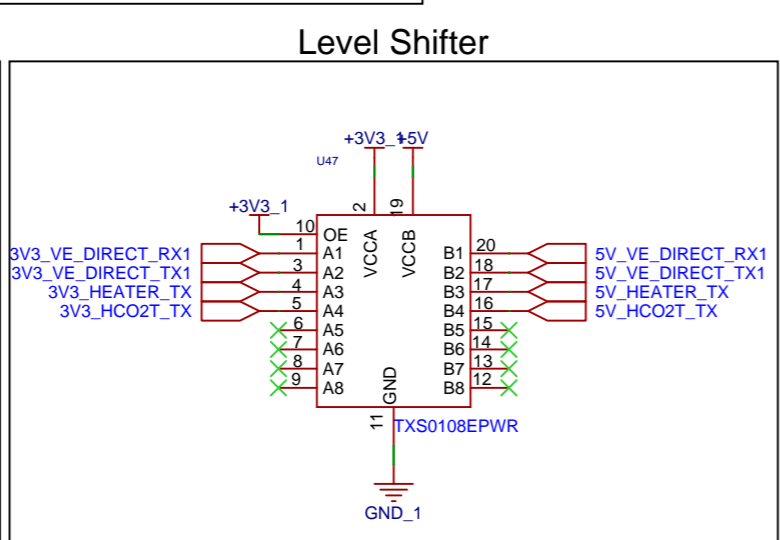 Level Shifter
+3V3_1
+5V
U47
+3V3_1
2
19
10
OE
VCCA
VCCB
3V3_VE_DIRECT_RX1
1
A1
B1
20
5V_VE_DIRECT_RX1
3V3_VE_DIRECT_TX1
3
A2
B2
18
5V_VE_DIRECT_TX1
3V3_HEATER_TX
4
A3
B3
17
5V_HEATER_TX
3V3_HCO2T_TX
5
A4
B4
16
5V_HCO2T_TX
6
A5
B5
15
7
A6
B6
14
8
A7
B7
13
9
A8
B8
12
GND
11
TXS0108EPWR
GND_1